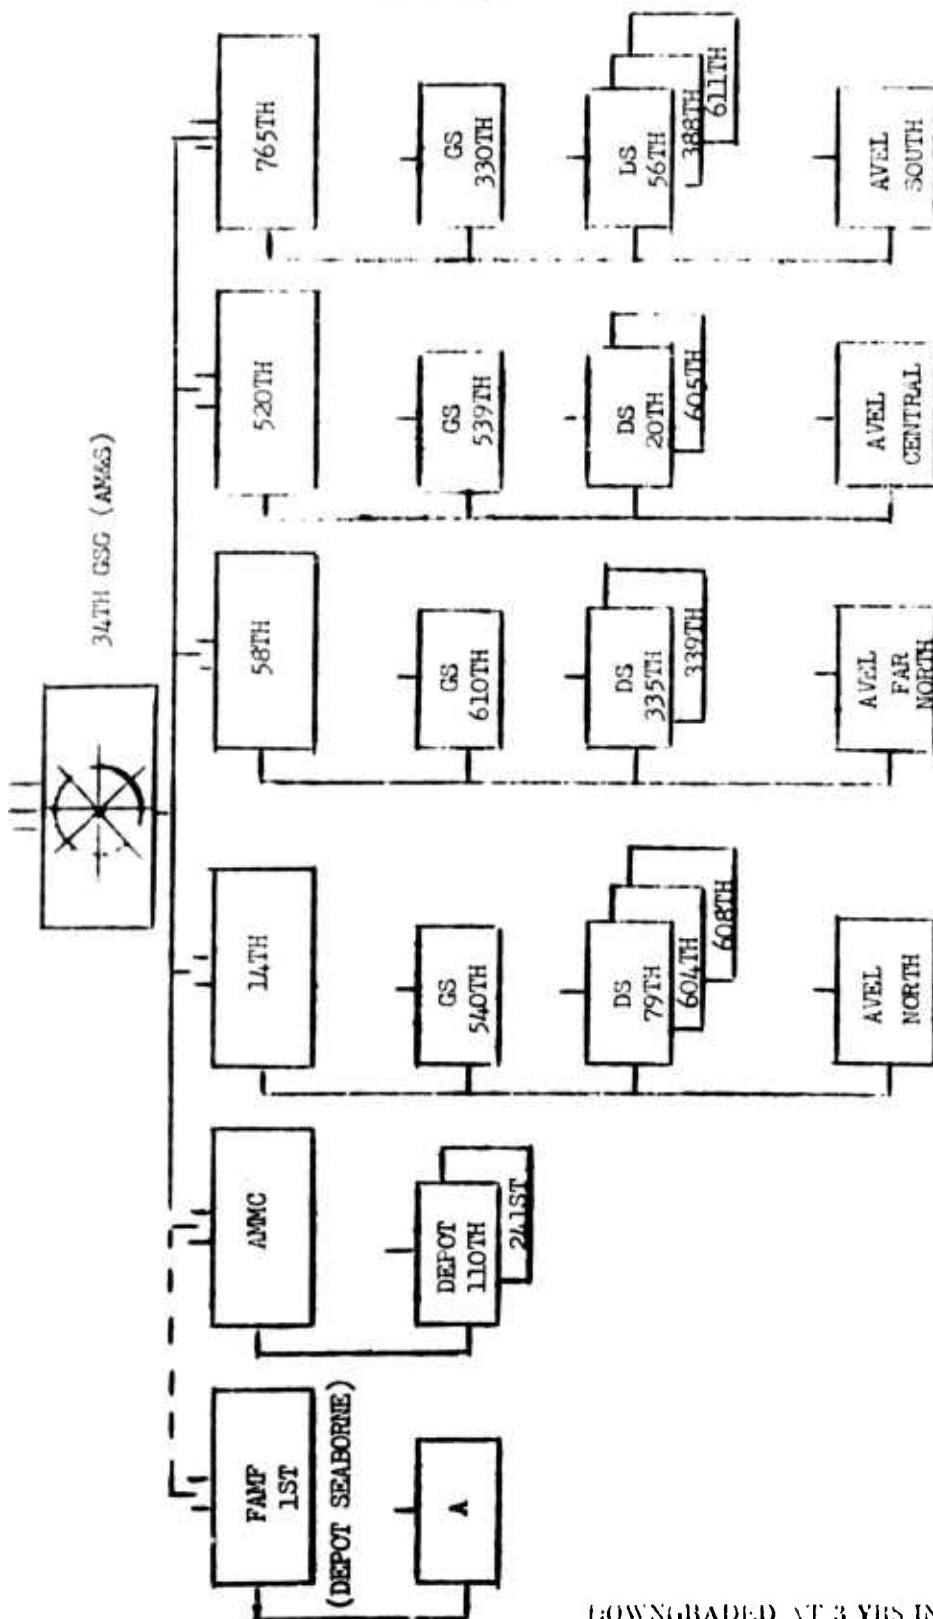 34TH GSG (AM&S)
FAMF
1ST
(DEPOT SEABORNE)
A
AMMC
DEPOT
110TH
241ST
14TH
GS
540TH
DS
79TH
604TH
608TH
AVEL
NORTH
58TH
GS
610TH
DS
335TH
339TH
AVEL
FAR
NORTH
520TH
GS
539TH
DS
20TH
605TH
AVEL
CENTRAL
765TH
GS
330TH
DS
56TH
388TH
611TH
AVEL
SOUTH
DOWNGRADED AT 3 YRS IN